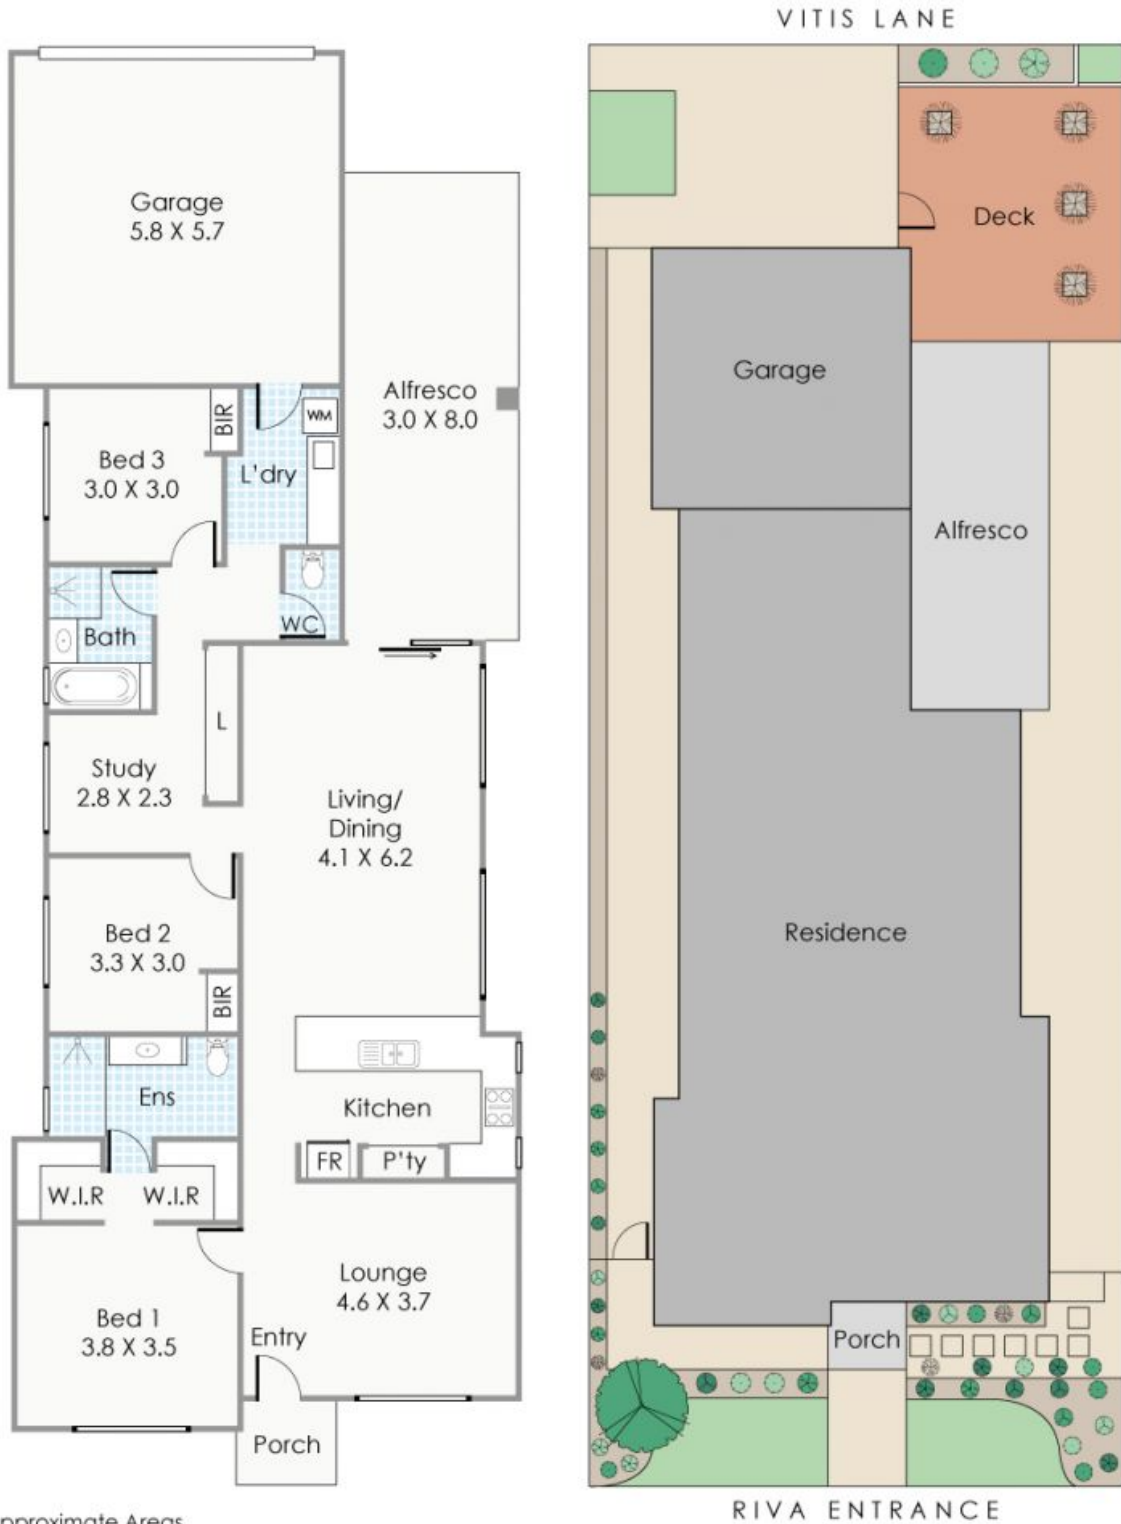 Garage
5.8 X 5.7
Alfresco
3.0 X 8.0
BIR
WM
Bed 3
3.0 X 3.0
L'dry
WC
Bath
L
Study
2.8 X 2.3
Living/
Dining
4.1 X 6.2
Bed 2
3.3 X 3.0
BIR
Ens
Kitchen
FR
P'ty
W.I.R
W.I.R
Lounge
4.6 X 3.7
Bed 1
3.8 X 3.5
Entry
Porch
VITIS LANE
Deck
Garage
Alfresco
Residence
Porch
RIVA ENTRANCE